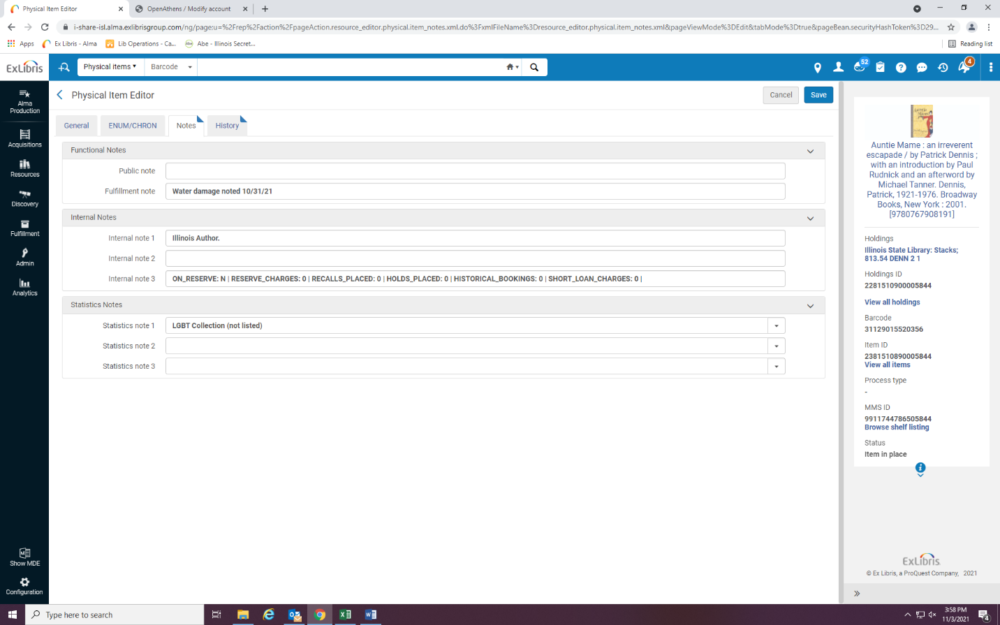 Physical Item Editor
OpenAthens / Modify account
i-share-isl.alma.exlibrisgroup.com/ng/page;u=%2Frep%2Faction%2FpageAction.resource_editor.physical.item_notes.xml.do%3FxmlFileName%3Dresource_editor.physical.item_notes.xml&pageViewMode%3DEdit&tabMode%3Dtrue&pageBean.securityHashToken%3D29...
Apps
Ex Libris - Alma
Lib Operations - Ca...
Abe - Illinois Secret...
Reading list
ExLibris
Physical items
Barcode
52
4
Alma
Production
Acquisitions
Resources
Discovery
Fulfillment
Admin
Analytics
Show MDE
Configuration
Physical Item Editor
Cancel
Save
General
ENUM/CHRON
Notes
History
Functional Notes
Public note
Fulfillment note
Water damage noted 10/31/21
Internal Notes
Internal note 1
Illinois Author.
Internal note 2
Internal note 3
ON_RESERVE: N | RESERVE_CHARGES: 0 | RECALLS_PLACED: 0 | HOLDS_PLACED: 0 | HISTORICAL_BOOKINGS: 0 | SHORT_LOAN_CHARGES: 0 |
Statistics Notes
Statistics note 1
LGBT Collection (not listed)
Statistics note 2
Statistics note 3
Auntie Mame
Auntie Mame : an irreverent
escapade / by Patrick Dennis ;
with an introduction by Paul
Rudnick and an afterword by
Michael Tanner. Dennis,
Patrick, 1921-1976. Broadway
Books, New York : 2001.
[9780767908191]
Holdings
Illinois State Library: Stacks;
813.54 DENN 2 1
Holdings ID
2281510900005844
View all holdings
Barcode
31129015520356
Item ID
2381510890005844
View all items
Process type
-
MMS ID
9911744786505844
Browse shelf listing
Status
Item in place
ExLibris
© Ex Libris, a ProQuest Company, 2021
Type here to search
3:58 PM
11/3/2021
4